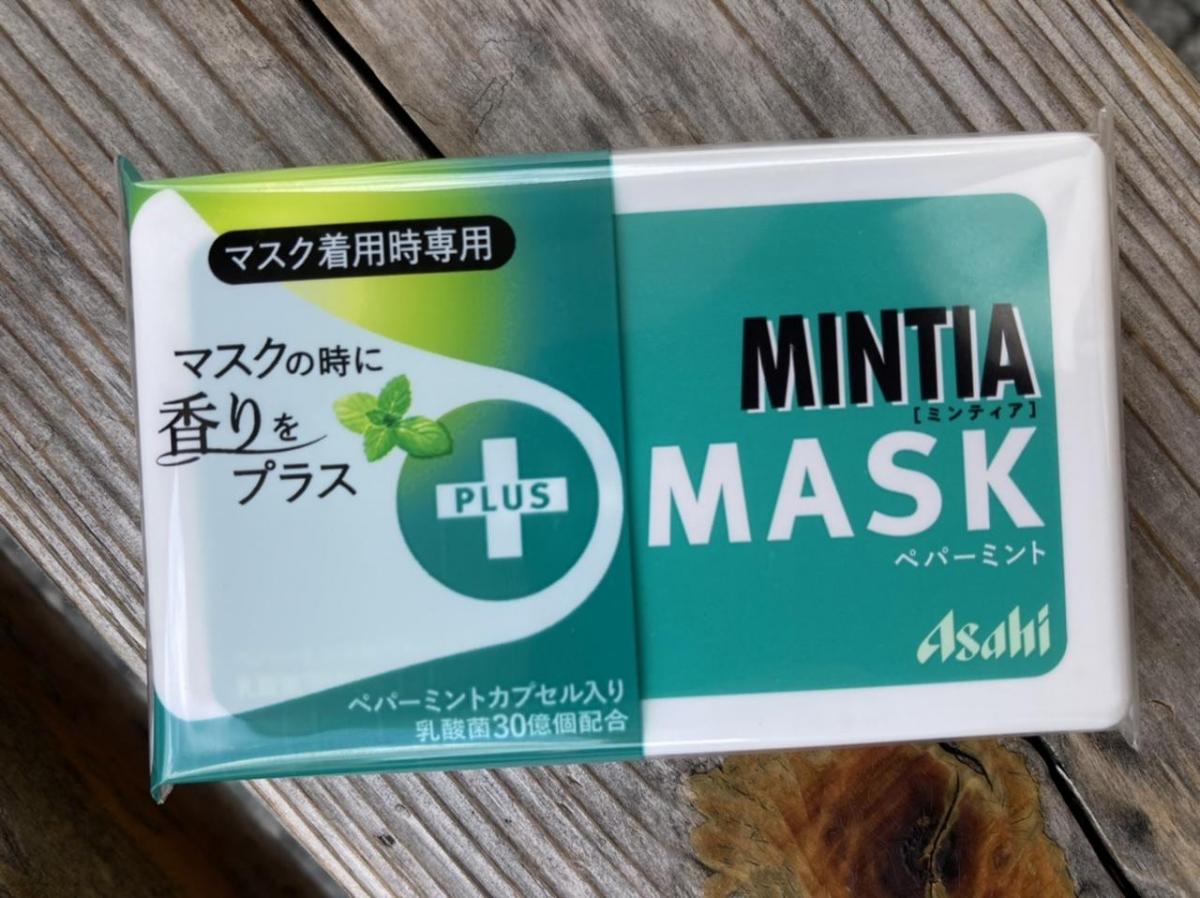 マスク着用時専用
マスクの時に
香りを
プラス
PLUS
ペパーミントカプセル入り
乳酸菌30億個配合
MINTIA
[ミンティア]
MASK
ペパーミント
Asahi